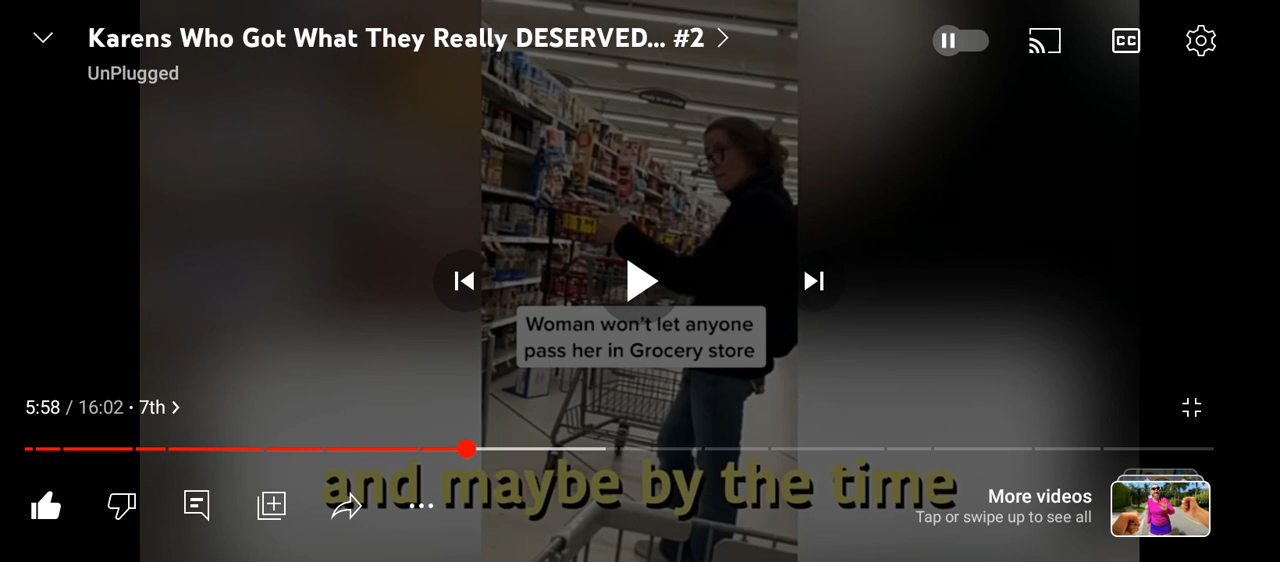 Karens Who Got What They Really DESERVED... #2
UnPlugged
CC
Woman won't let anyone
pass her in Grocery store
5:58 / 16:02 • 7th
and maybe by the time
More videos
Tap or swipe up to see all